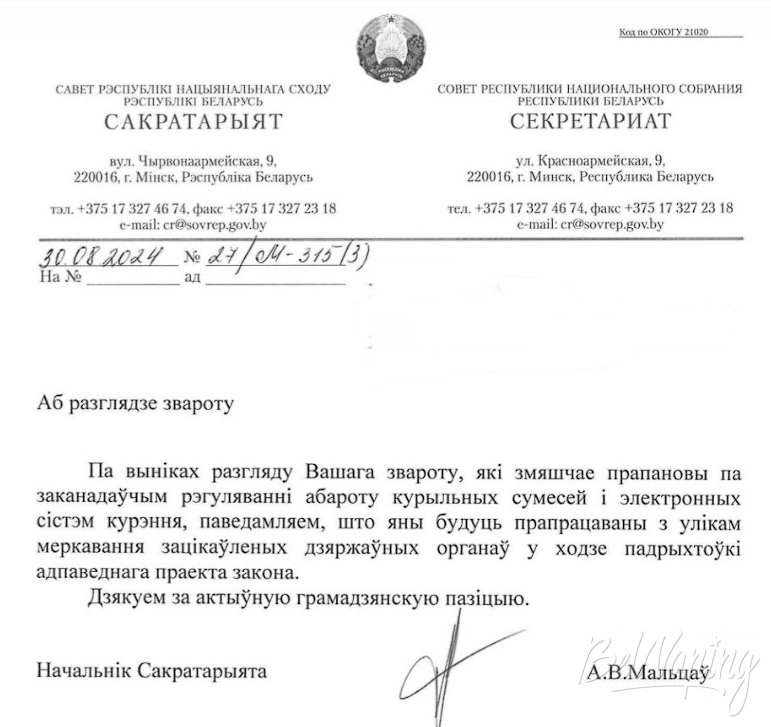 Код по ОКОГУ 21020
САВЕТ РЭСПУБЛІКІ НАЦЫЯНАЛЬНАГА СХОДУ
РЭСПУБЛІКІ БЕЛАРУСЬ
САКРАТАРЫЯТ
вул. Чырвонаармейская, 9,
220016, г. Мінск, Рэспубліка Беларусь
тэл. +375 17 327 46 74, факс +375 17 327 23 18
e-mail: cr@sovrep.gov.by
СОВЕТ РЕСПУБЛИКИ НАЦИОНАЛЬНОГО СОБРАНИЯ
РЕСПУБЛИКИ БЕЛАРУСЬ
СЕКРЕТАРИАТ
ул. Красноармейская, 9,
220016, г. Минск, Республика Беларусь
тел. +375 17 327 46 74, факс +375 17 327 23 18
e-mail: cr@sovrep.gov.by
30.08.2024 № 27/М-315(3)
На № ад
Аб разглядзе звароту
Па выніках разгляду Вашага звароту, які змяшчае прапановы па
заканадаўчым рэгуляванні абароту курыльных сумесей і электронных
сістэм курэння, паведамляем, што яны будуць прапрацаваны з улікам
меркавання зацікаўленых дзяржаўных органаў у ходзе падрыхтоўкі
адпаведнага праекта закона.
Дзякуем за актыўную грамадзянскую пазіцыю.
Начальнік Сакратарыята А.В.Мальцаў
BelVaping